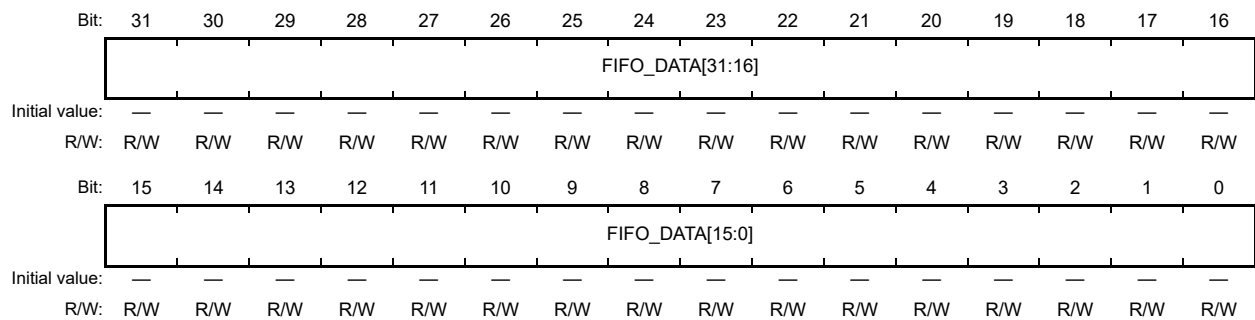 Bit: 31 30 29 28 27 26 25 24 23 22 21 20 19 18 17 16
FIFO_DATA[31:16]
Initial value: — — — — — — — — — — — — — — — —
R/W: R/W R/W R/W R/W R/W R/W R/W R/W R/W R/W R/W R/W R/W R/W R/W R/W
Bit: 15 14 13 12 11 10 9 8 7 6 5 4 3 2 1 0
FIFO_DATA[15:0]
Initial value: — — — — — — — — — — — — — — — —
R/W: R/W R/W R/W R/W R/W R/W R/W R/W R/W R/W R/W R/W R/W R/W R/W R/W